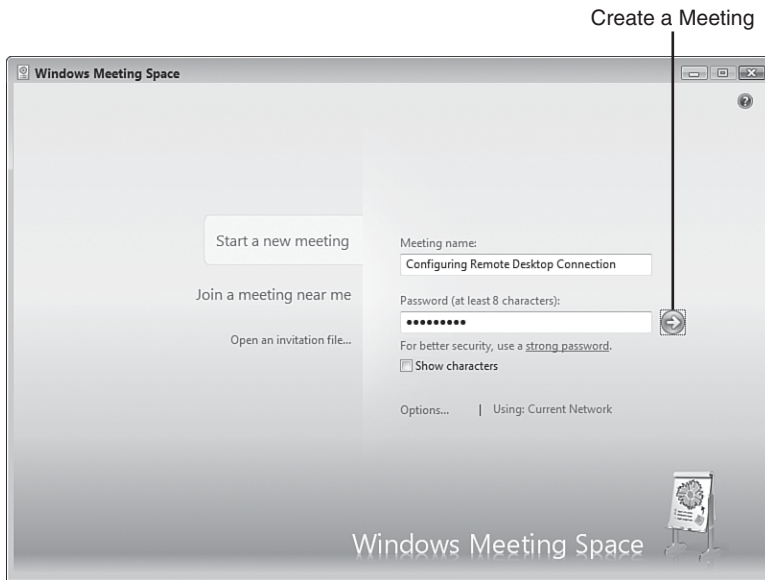 Create a Meeting
Windows Meeting Space
Start a new meeting
Join a meeting near me
Open an invitation file...
Meeting name:
Configuring Remote Desktop Connection
Password (at least 8 characters):
●●●●●●●●●
For better security, use a strong password.
Show characters
Options... | Using: Current Network
Windows Meeting Space